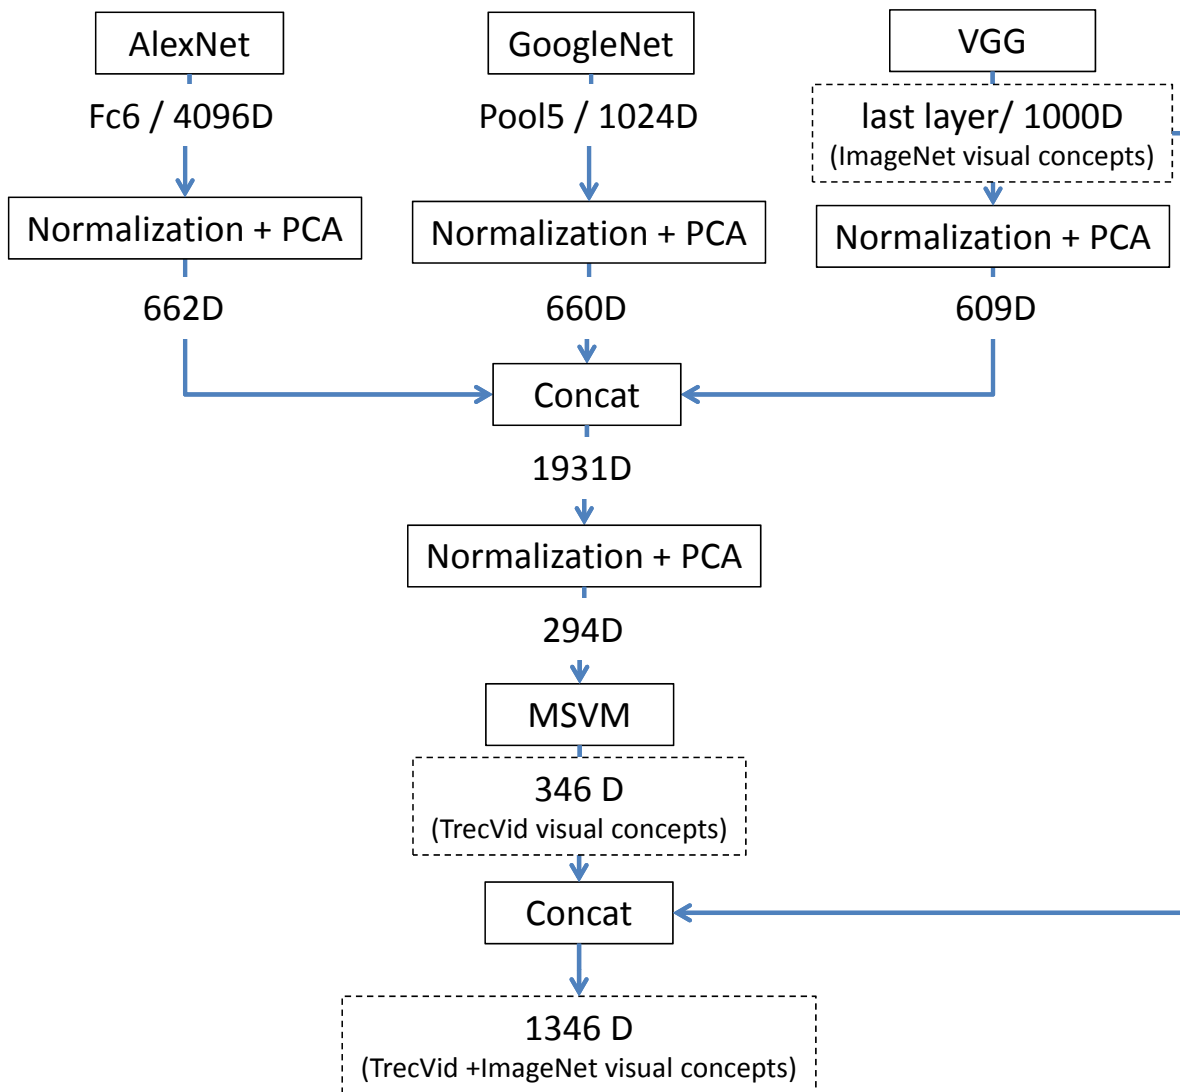 AlexNet
GoogleNet
VGG
Fc6 / 4096D
Pool5 / 1024D
last layer/ 1000D
(ImageNet visual concepts)
Normalization + PCA
Normalization + PCA
Normalization + PCA
662D
660D
609D
Concat
1931D
Normalization + PCA
294D
MSVM
346 D
(TrecVid visual concepts)
Concat
1346 D
(TrecVid +ImageNet visual concepts)